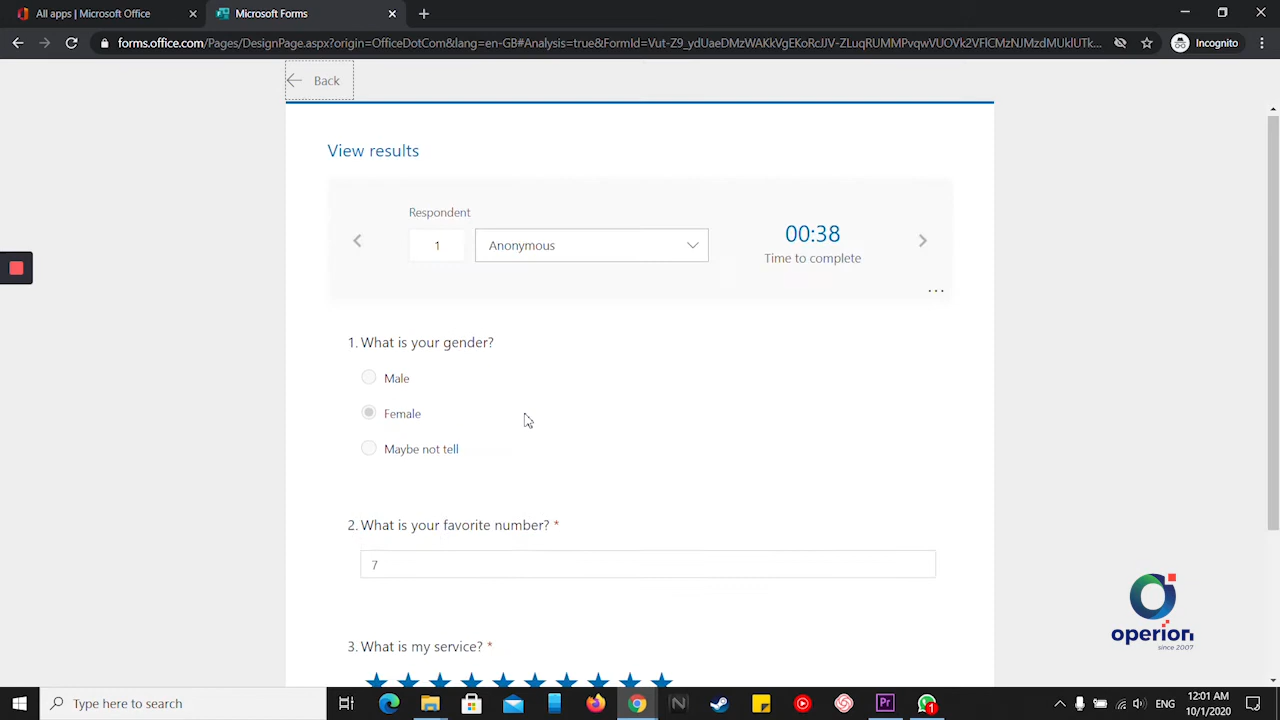 All apps | Microsoft Office
Microsoft Forms
forms.office.com/Pages/DesignPage.aspx?origin=OfficeDotCom&lang=en-GB#Analysis=true&FormId=Vut-Z9_ydUaeDMzWAKkVgEKoRcJJV-ZLuqRUMMPvqwVUOVk2VFlCMzNJMzdMUklUTk...
Incognito
Back
View results
Respondent
1
Anonymous
00:38
Time to complete
...
1. What is your gender?
Male
Female
Maybe not tell
2. What is your favorite number? *
7
3. What is my service? *
operion
since 2007
Type here to search
N
Pr
1
ENG
12:01 AM
10/1/2020